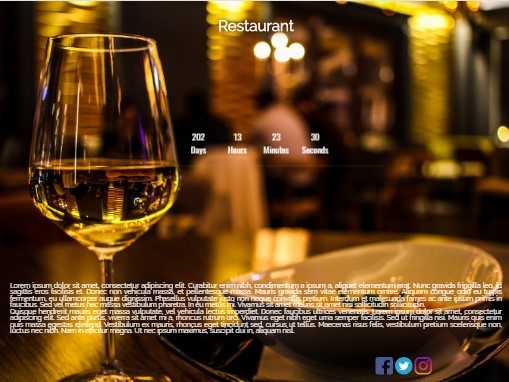 Restaurant
202 13 23 30
Days Hours Minutes Seconds
Lorem ipsum dolor sit amet, consectetur adipiscing elit. Curabitur enim nibh, condimentum a ipsum a, aliquet elementum erat. Nunc gravida fringilla leo, id
sagittis eros facilisis et. Donec non vehicula mauris, et pellentesque massa. Mauris gravida sem vitae elementum ornare. Aliquam congue odio eu turpis
fermentum, eu ullamcorper augue dignissim. Phasellus vulputate justo non neque convallis pretium. Interdum et malesuada fames ac ante ipsum primis in
faucibus. Sed vel metus nec massa vestibulum pharetra. In eu metus mi. Vivamus sit amet mauris sit amet nisi sollicitudin sollicitudin.
Quisque hendrerit mauris eget massa vulputate, vel vehicula lectus imperdiet. Donec faucibus ultrices venenatis. Lorem ipsum dolor sit amet, consectetur
adipiscing elit. Sed ante purus, viverra sit amet mi a, rhoncus rutrum orci. Vivamus eget nibh eget urna semper facilisis. Sed ut fringilla nisi. Mauris quis enim
quis massa egestas eleifend. Vestibulum ex mauris, rhoncus eget tincidunt sed, cursus ut tellus. Maecenas risus felis, vestibulum pretium scelerisque non,
luctus nec nibh. Nam in efficitur magna. Ut nec ipsum maximus, suscipit dui in, aliquam dui.